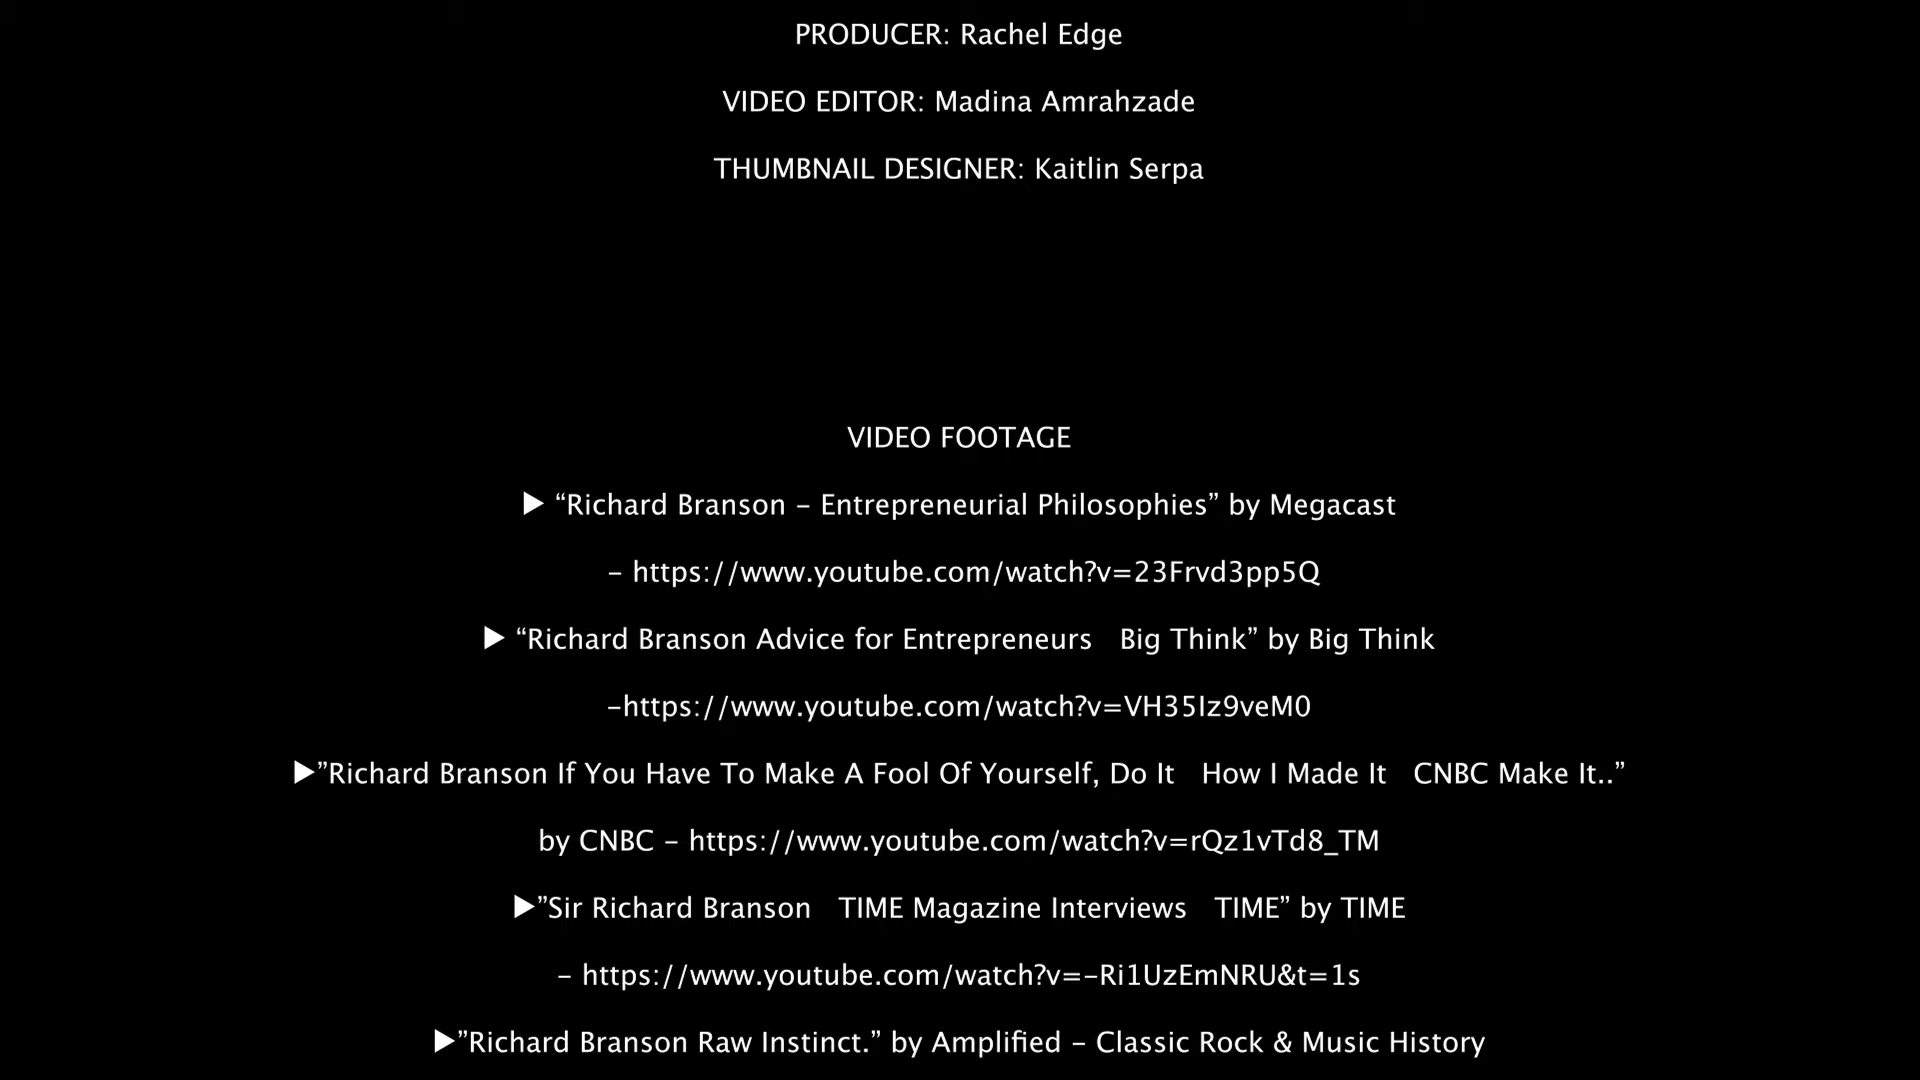 PRODUCER: Rachel Edge
VIDEO EDITOR: Madina Amrahzade
THUMBNAIL DESIGNER: Kaitlin Serpa
VIDEO FOOTAGE
▶ “Richard Branson – Entrepreneurial Philosophies” by Megacast
– https://www.youtube.com/watch?v=23Frvd3pp5Q
▶ “Richard Branson Advice for Entrepreneurs   Big Think” by Big Think
–https://www.youtube.com/watch?v=VH35Iz9veM0
▶”Richard Branson If You Have To Make A Fool Of Yourself, Do It   How I Made It   CNBC Make It..”
by CNBC – https://www.youtube.com/watch?v=rQz1vTd8_TM
▶”Sir Richard Branson   TIME Magazine Interviews   TIME” by TIME
– https://www.youtube.com/watch?v=–Ri1UzEmNRU&t=1s
▶”Richard Branson Raw Instinct.” by Amplified – Classic Rock & Music History